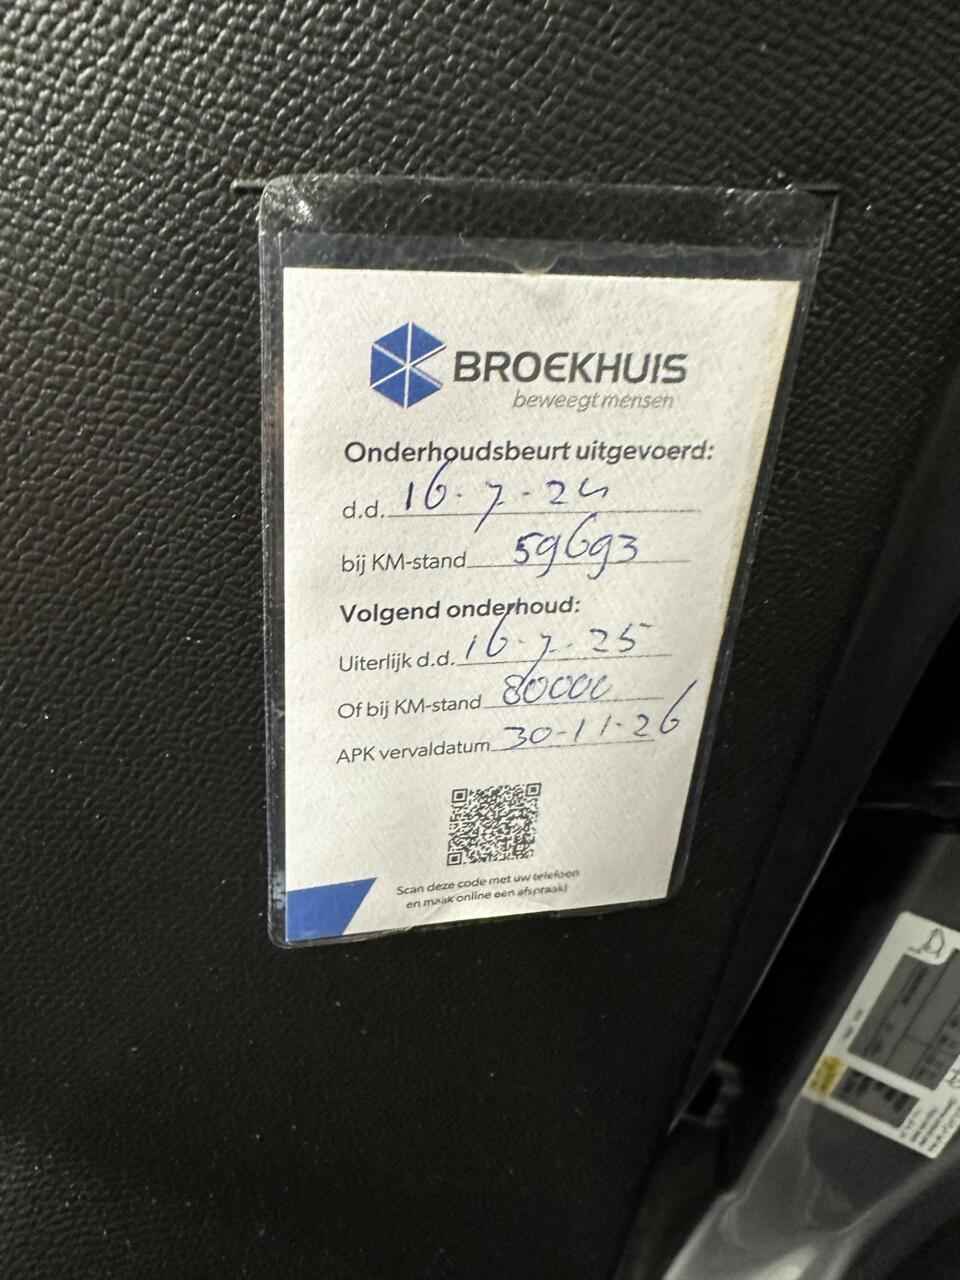 BROEKHUIS
beweegt mensen
Onderhoudsbeurt uitgevoerd:
d.d. 16-7-24
bij KM-stand 59693
Volgend onderhoud:
Uiterlijk d.d. 16-7-25
Of bij KM-stand 80000
APK vervaldatum 30-11-26
Scan deze code met uw telefoon
en maak online een afspraak!